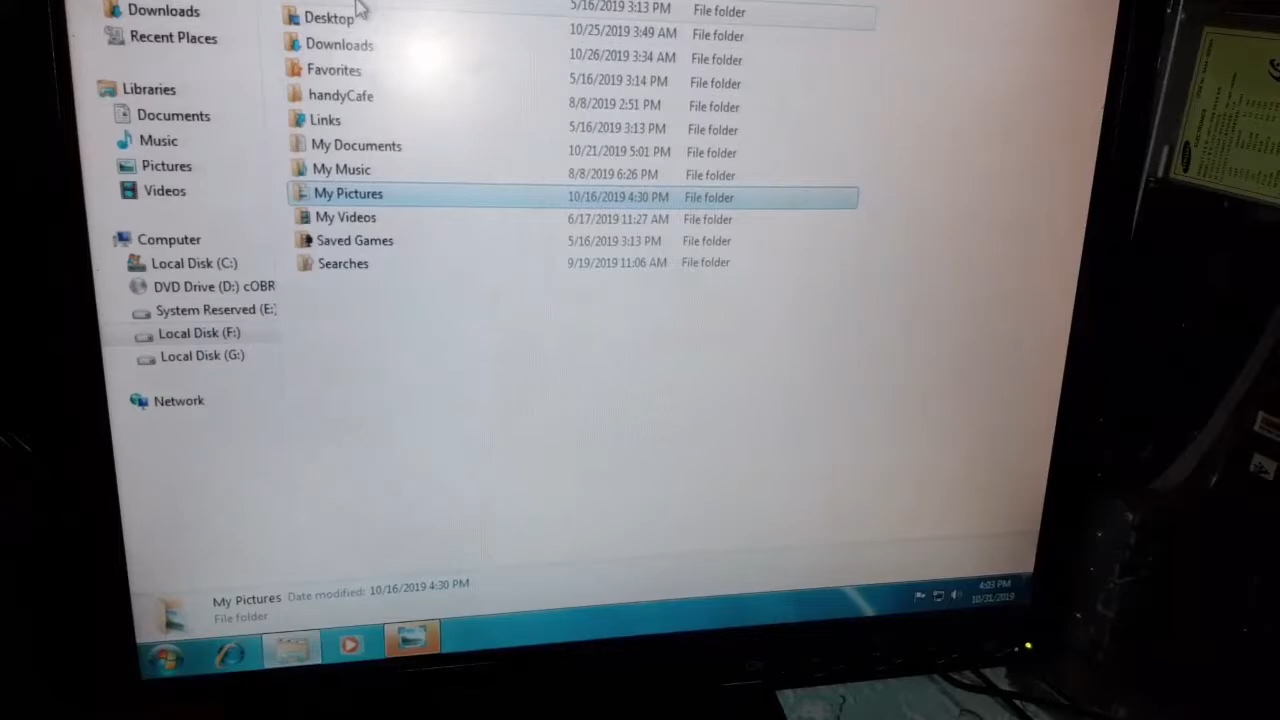 Downloads
Recent Places
Libraries
Documents
Music
Pictures
Videos
Computer
Local Disk (C:)
DVD Drive (D:) cOBR
System Reserved (E:)
Local Disk (F:)
Local Disk (G:)
Network
5/16/2019 3:13 PM File folder
Desktop 10/25/2019 3:49 AM File folder
Downloads 10/26/2019 3:34 AM File folder
Favorites 5/16/2019 3:14 PM File folder
handyCafe 8/8/2019 2:51 PM File folder
Links 5/16/2019 3:13 PM File folder
My Documents 10/21/2019 5:01 PM File folder
My Music 8/8/2019 6:26 PM File folder
My Pictures 10/16/2019 4:30 PM File folder
My Videos 6/17/2019 11:27 AM File folder
Saved Games 5/16/2019 3:13 PM File folder
Searches 9/19/2019 11:06 AM File folder
My Pictures Date modified: 10/16/2019 4:30 PM
File folder
4:03 PM
10/31/2019